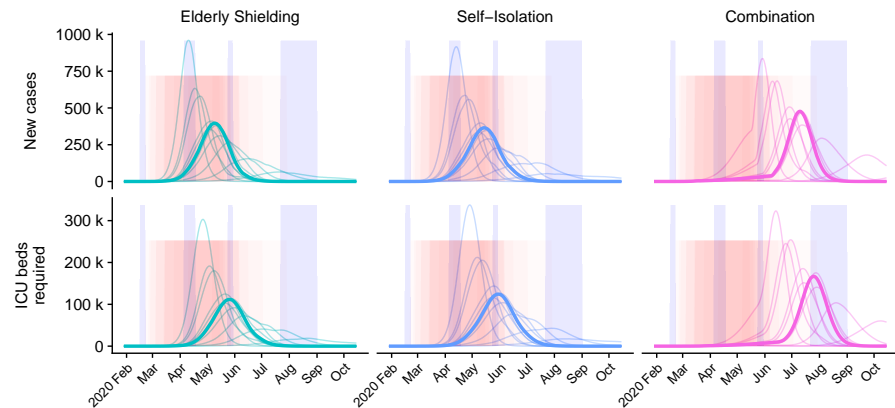 Elderly Shielding
Self−Isolation
Combination
New cases
1000 k
750 k
500 k
250 k
0
ICU beds
required
300 k
200 k
100 k
0
2020 Feb
Mar
Apr
May
Jun
Jul
Aug
Sep
Oct
2020 Feb
Mar
Apr
May
Jun
Jul
Aug
Sep
Oct
2020 Feb
Mar
Apr
May
Jun
Jul
Aug
Sep
Oct